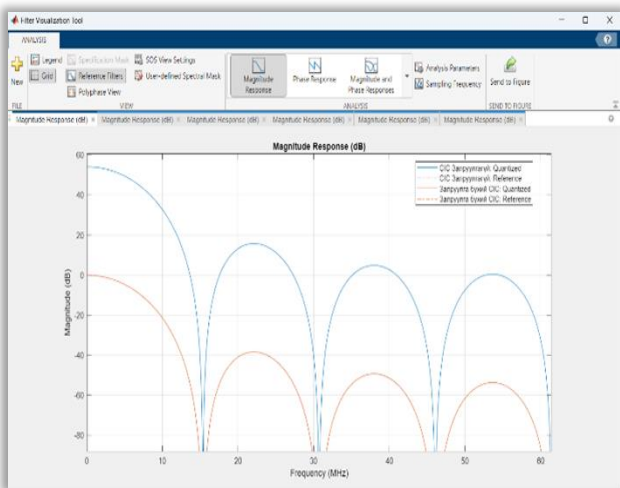 Filter Visualization Tool
ANALYSIS
New
Legend
Grid
Specification Mask
Reference Filters
Polyphase View
SOS View Settings
User-defined Spectral Mask
Magnitude
Response
Phase Response
Magnitude and
Phase Responses
Analysis Parameters
Sampling Frequency
Send to Figure
FILE
VIEW
ANALYSIS
SEND TO FIGURE
Magnitude Response (dB) Magnitude Response (dB) Magnitude Response (dB) Magnitude Response (dB) Magnitude Response (dB) Magnitude Response (dB)
Magnitude Response (dB)
CIC Quantized
CIC Reference
CIC: Quantized
CIC: Reference
Magnitude (dB)
60
40
20
0
-20
-40
-60
-80
0
10
20
30
40
50
60
Frequency (MHz)